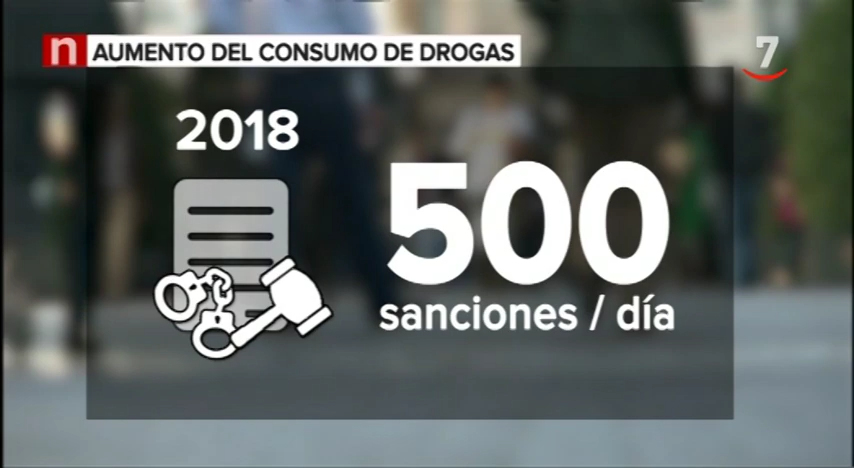 n AUMENTO DEL CONSUMO DE DROGAS
7
2018
500
sanciones / día